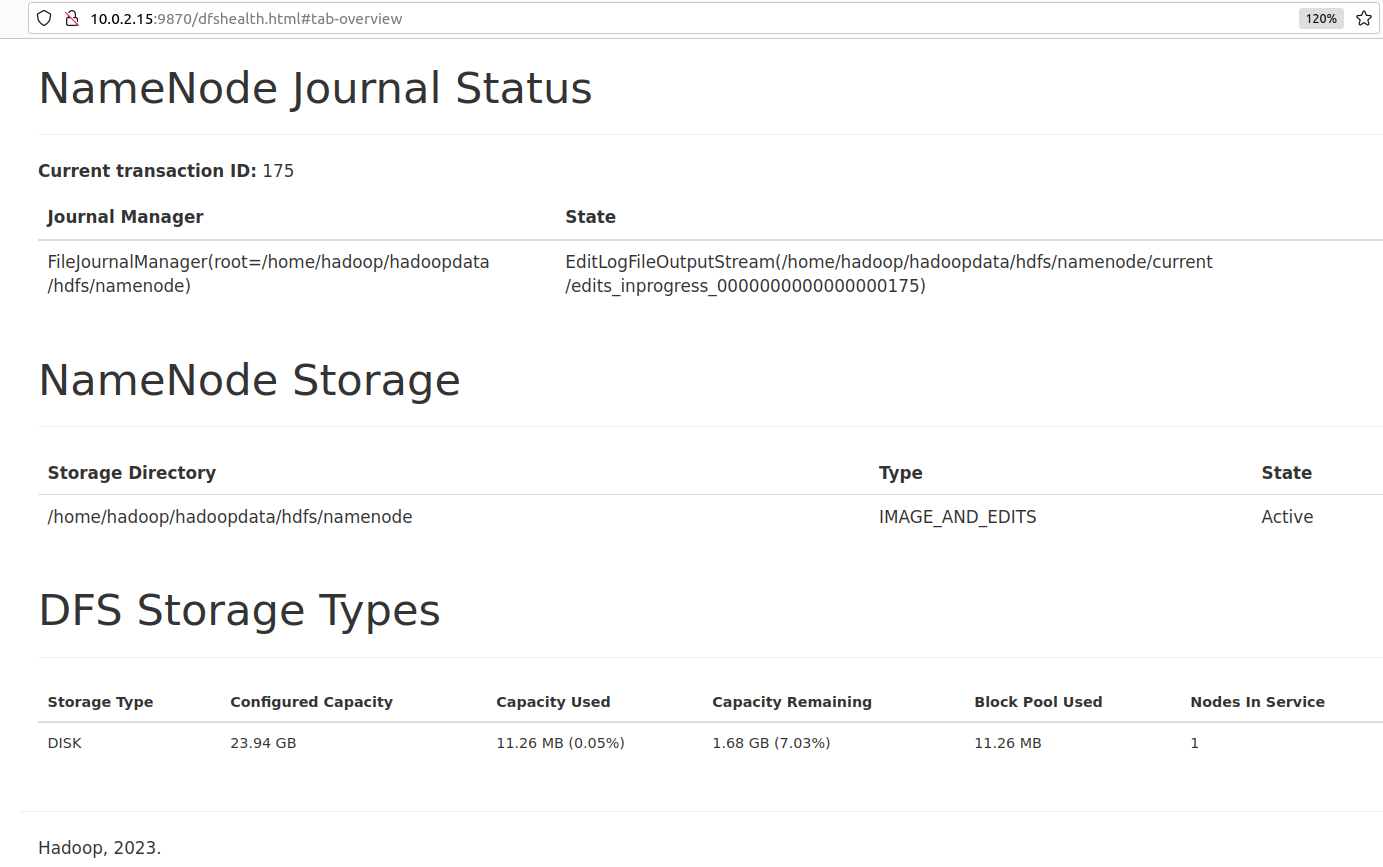 10.0.2.15:9870/dfshealth.html#tab-overview 120%
NameNode Journal Status
Current transaction ID: 175
Journal Manager State
FileJournalManager(root=/home/hadoop/hadoopdata EditLogFileOutputStream(/home/hadoop/hadoopdata/hdfs/namenode/current
/hdfs/namenode) /edits_inprogress_0000000000000000175)
NameNode Storage
Storage Directory Type State
/home/hadoop/hadoopdata/hdfs/namenode IMAGE_AND_EDITS Active
DFS Storage Types
Storage Type Configured Capacity Capacity Used Capacity Remaining Block Pool Used Nodes In Service
DISK 23.94 GB 11.26 MB (0.05%) 1.68 GB (7.03%) 11.26 MB 1
Hadoop, 2023.